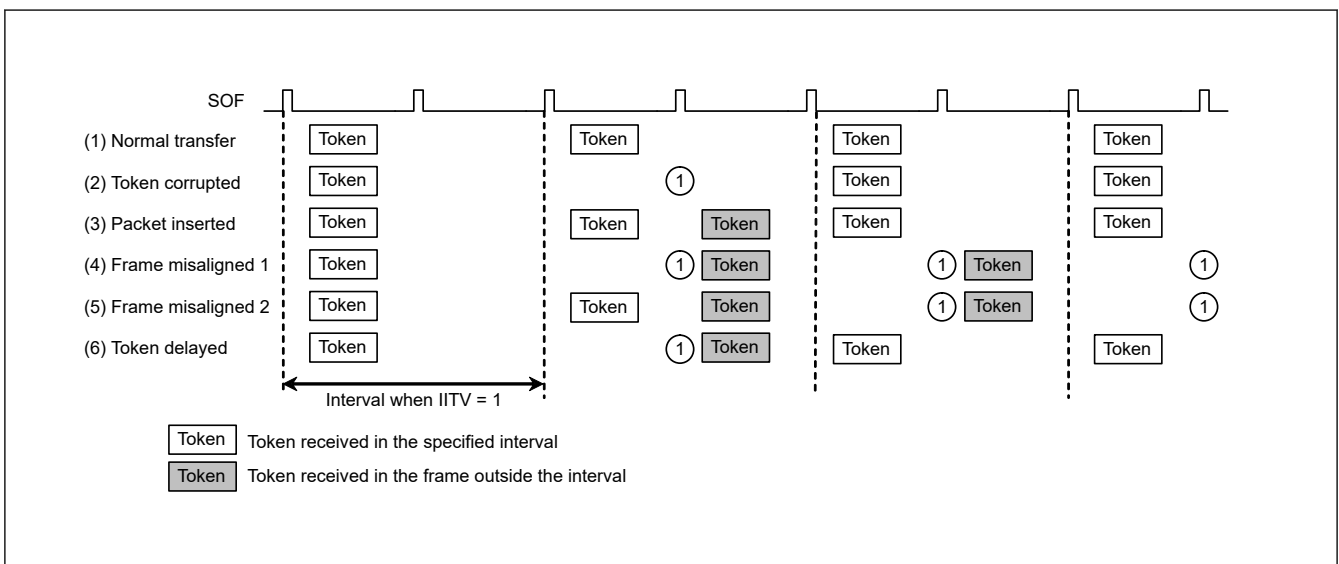 SOF
(1) Normal transfer Token Token Token Token
(2) Token corrupted Token 1 Token Token
(3) Packet inserted Token Token Token Token Token
(4) Frame misaligned 1 Token 1 Token 1 Token 1
(5) Frame misaligned 2 Token Token Token 1 Token 1
(6) Token delayed Token 1 Token Token Token
Interval when IITV = 1
Token Token received in the specified interval
Token Token received in the frame outside the interval